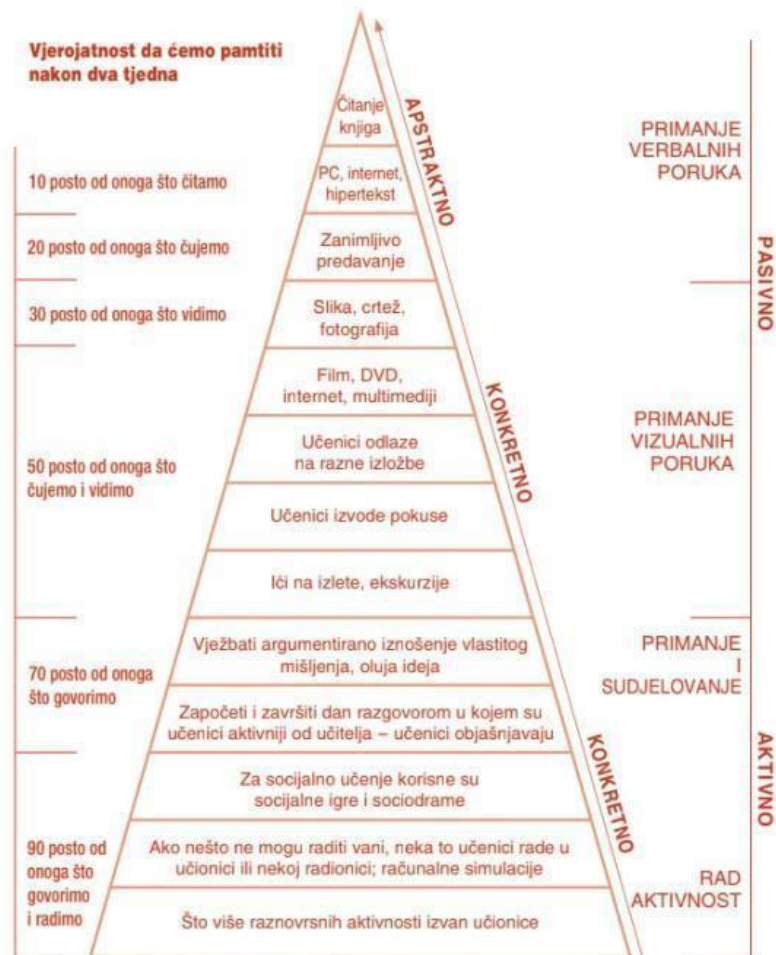 Vjerojatnost da ćemo pamtiti
nakon dva tjedna
10 posto od onoga što čitamo
20 posto od onoga što čujemo
30 posto od onoga što vidimo
50 posto od onoga što
čujemo i vidimo
70 posto od onoga
što govorimo
90 posto od
onoga što
govorimo
i radimo
Čitanje
knjiga
PC, internet,
hipertekst
Zanimljivo
predavanje
Slika, crtež,
fotografija
Film, DVD,
internet, multimediji
Učenici odlaze
na razne izložbe
Učenici izvode pokuse
Ići na izlete, ekskurzije
Vježbati argumentirano iznošenje vlastitog
mišljenja, oluja ideja
Započeti i završiti dan razgovorom u kojem su
učenici aktivniji od učitelja – učenici objašnjavaju
Za socijalno učenje korisne su
socijalne igre i sociodrame
Ako nešto ne mogu raditi vani, neka to učenici rade u
učionici ili nekoj radionici; računalne simulacije
Što više raznovrsnih aktivnosti izvan učionice
APSTRAKTNO
KONKRETNO
KONKRETNO
PRIMANJE
VERBALNIH
PORUKA
PRIMANJE
VIZUALNIH
PORUKA
PRIMANJE
I
SUDJELOVANJE
RAD
AKTIVNOST
PASIVNO
AKTIVNO